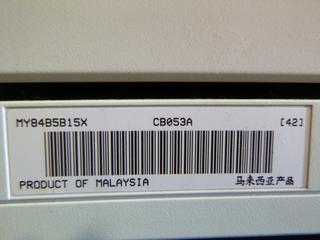 MY84B5B15X CB053A [42]
PRODUCT OF MALAYSIA 马来西亚产品